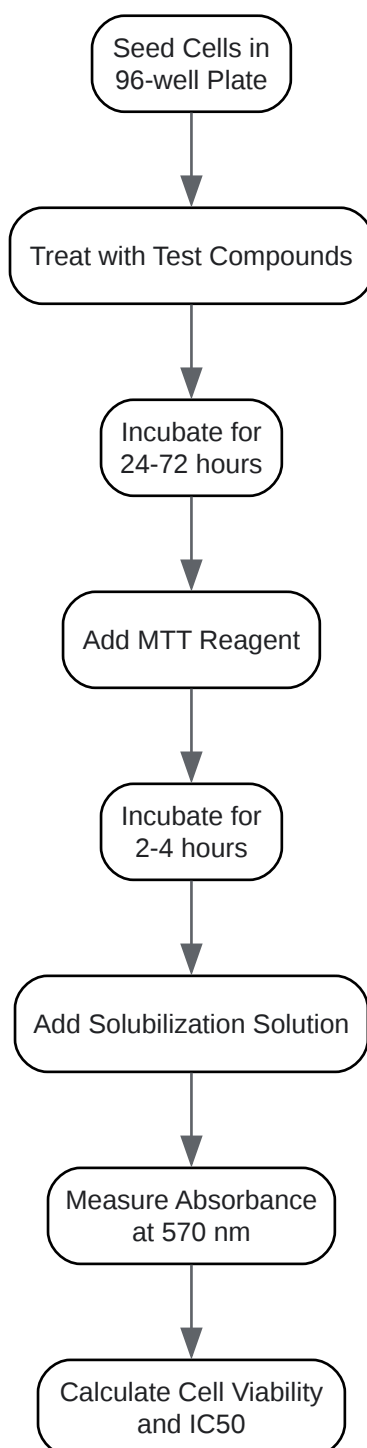 Seed Cells in
96-well Plate
Treat with Test Compounds
Incubate for
24-72 hours
Add MTT Reagent
Incubate for
2-4 hours
Add Solubilization Solution
Measure Absorbance
at 570 nm
Calculate Cell Viability
and IC50